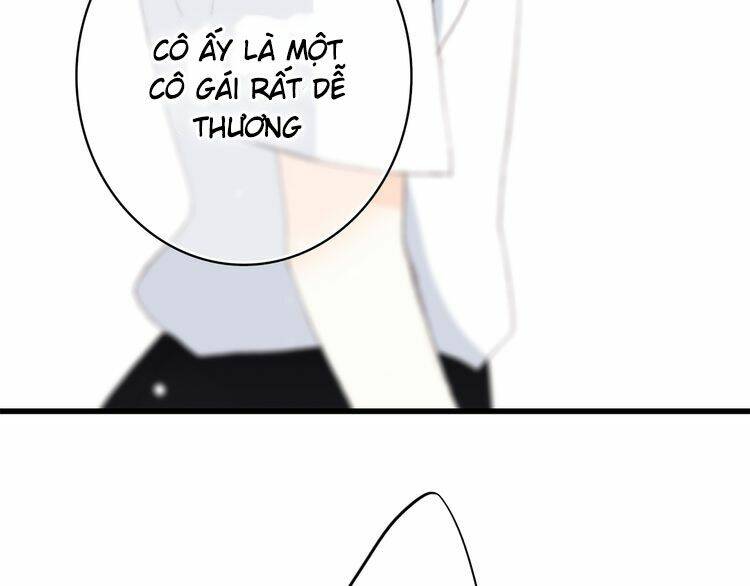 CÔ ẤY LÀ MỘT
CÔ GÁI RẤT DỄ
THƯƠNG